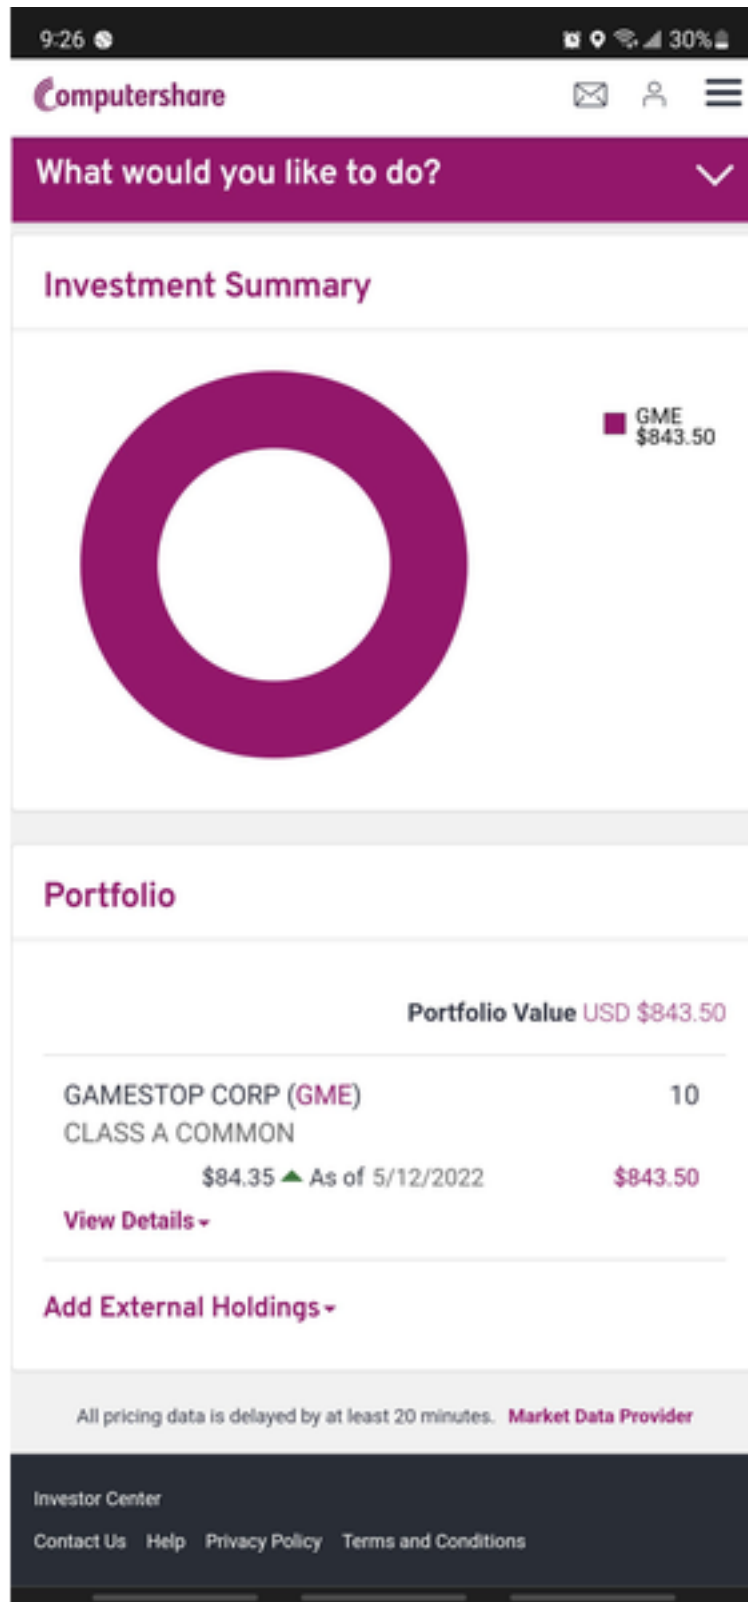 9:26 30%
Computershare
What would you like to do?
Investment Summary
GME
$843.50
Portfolio
Portfolio Value USD $843.50
GAMESTOP CORP (GME) 10
CLASS A COMMON
$84.35 As of 5/12/2022 $843.50
View Details
Add External Holdings
All pricing data is delayed by at least 20 minutes. Market Data Provider
Investor Center
Contact Us Help Privacy Policy Terms and Conditions